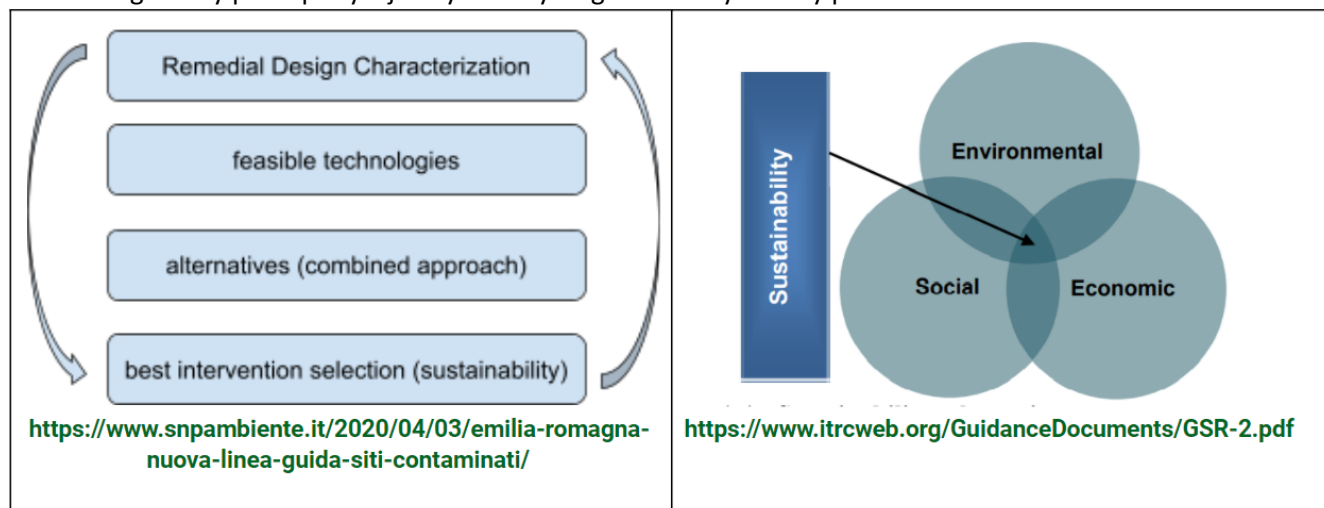 Remedial Design Characterization
feasible technologies
alternatives (combined approach)
best intervention selection (sustainability)
https://www.snpambiente.it/2020/04/03/emilia-romagna-
nuova-linea-guida-siti-contaminati/
Sustainability
Environmental
Social
Economic
https://www.itrcweb.org/GuidanceDocuments/GSR-2.pdf